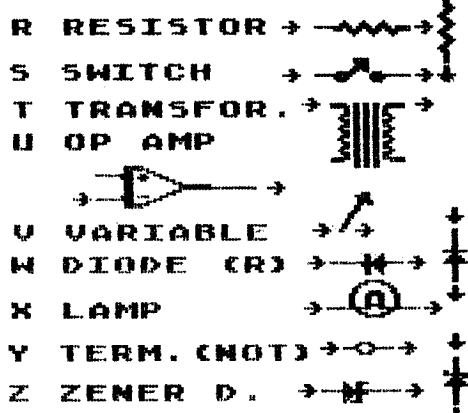 R RESISTOR
S SWITCH
T TRANSFOR.
U OP AMP
V VARIABLE
W DIODE (R)
X LAMP
Y TERM.(NOT)
Z ZENER D.